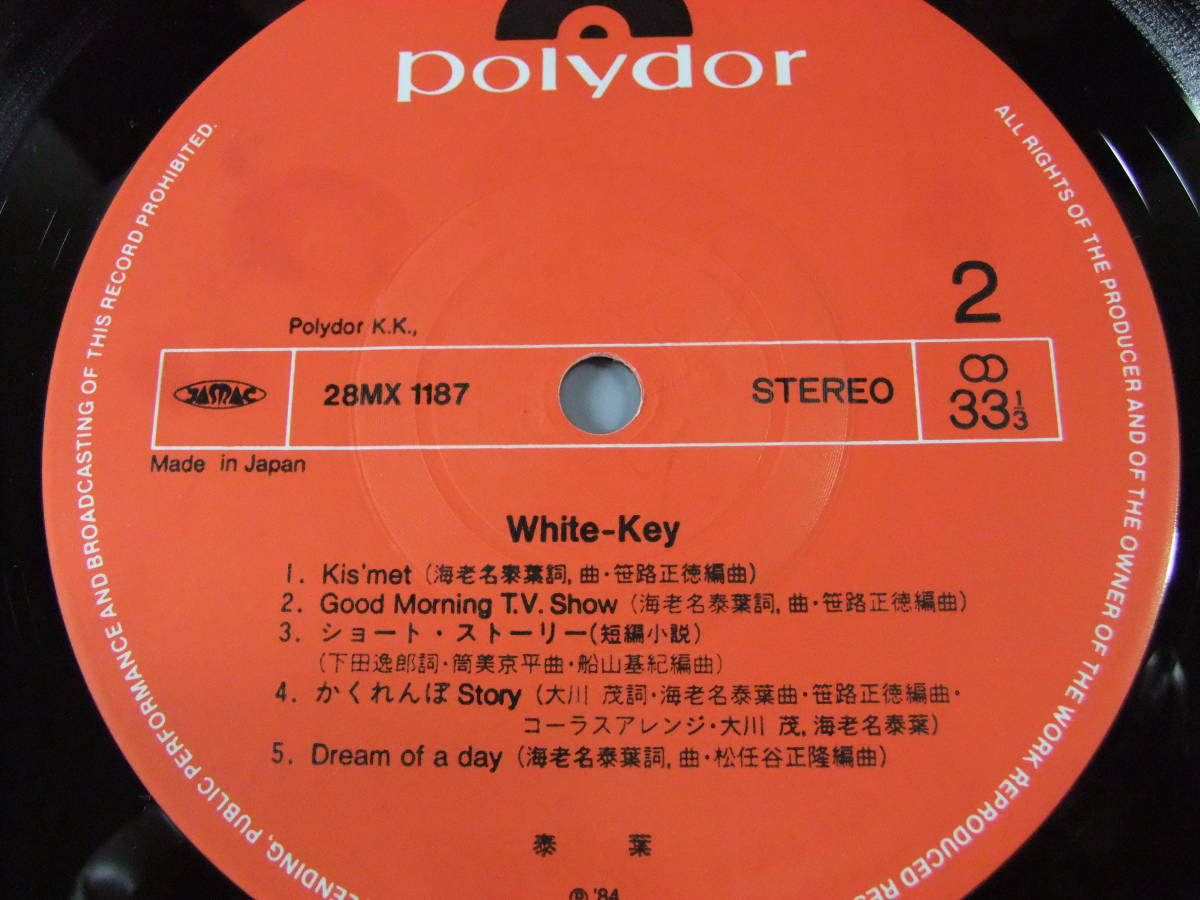 polydor
ALL RIGHTS OF THE PRODUCER AND OF THE OWNER OF THE WORK REPRODUCED RES
LENDING, PUBLIC PERFORMANCE AND BROADCASTING OF THIS RECORD PROHIBITED.
2
Polydor K.K.,
JASRAC
28MX 1187
STEREO
33 1/3
Made in Japan
White-Key
1. Kis'met (海老名泰葉詞, 曲・笹路正徳編曲)
2. Good Morning T.V. Show (海老名泰葉詞, 曲・笹路正徳編曲)
3. ショート・ストーリー(短編小説)
(下田逸郎詞・筒美京平曲・船山基紀編曲)
4. かくれんぼ Story (大川 茂詞・海老名泰葉曲・笹路正徳編曲・
コーラスアレンジ・大川 茂, 海老名泰葉)
5. Dream of a day (海老名泰葉詞, 曲・松任谷正隆編曲)
泰 葉
℗ '84